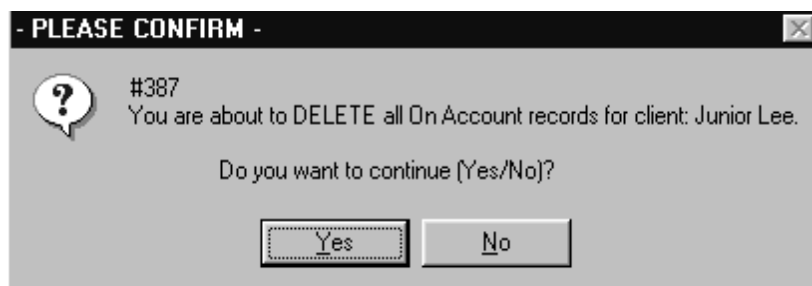 - PLEASE CONFIRM -
#387
You are about to DELETE all On Account records for client: Junior Lee.
Do you want to continue (Yes/No)?
Yes
No